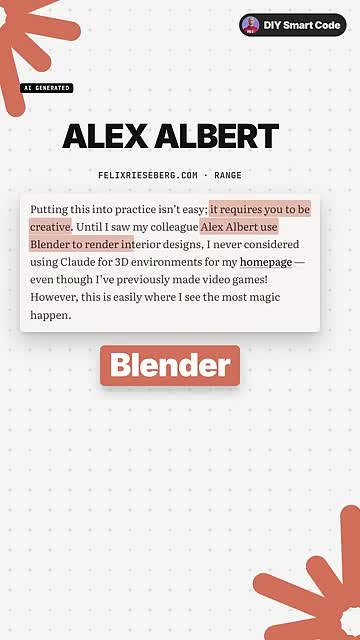 DIY Smart Code
AI GENERATED
ALEX ALBERT
FELIXRIESEBERG.COM · RANGE
Putting this into practice isn’t easy; it requires you to be
creative. Until I saw my colleague Alex Albert use
Blender to render interior designs, I never considered
using Claude for 3D environments for my homepage —
even though I’ve previously made video games!
However, this is easily where I see the most magic
happen.
Blender